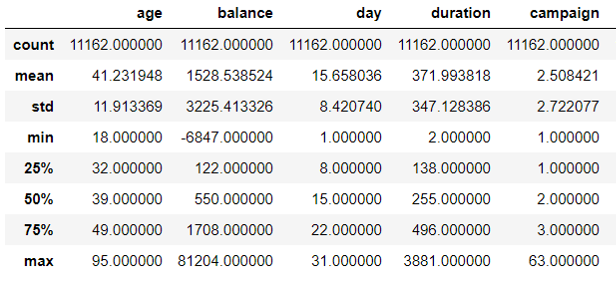 age balance day duration campaign
count 11162.000000 11162.000000 11162.000000 11162.000000 11162.000000
mean 41.231948 1528.538524 15.658036 371.993818 2.508421
std 11.913369 3225.413326 8.420740 347.128386 2.722077
min 18.000000 -6847.000000 1.000000 2.000000 1.000000
25% 32.000000 122.000000 8.000000 138.000000 1.000000
50% 39.000000 550.000000 15.000000 255.000000 2.000000
75% 49.000000 1708.000000 22.000000 496.000000 3.000000
max 95.000000 81204.000000 31.000000 3881.000000 63.000000